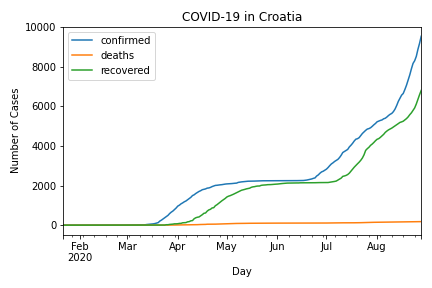 COVID-19 in Croatia
confirmed
deaths
recovered
Number of Cases
10000
8000
6000
4000
2000
0
Feb Mar Apr May Jun Jul Aug
2020
Day